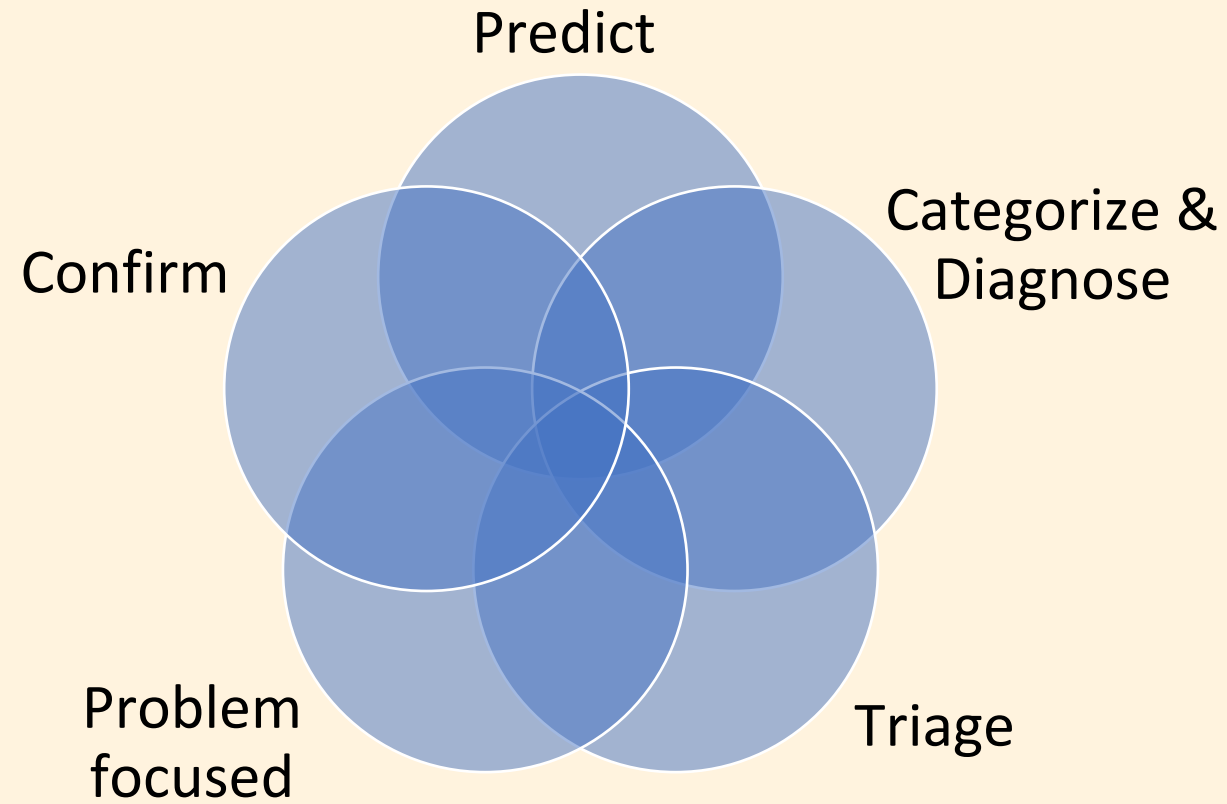 Predict
Categorize &
Diagnose
Confirm
Problem
focused
Triage